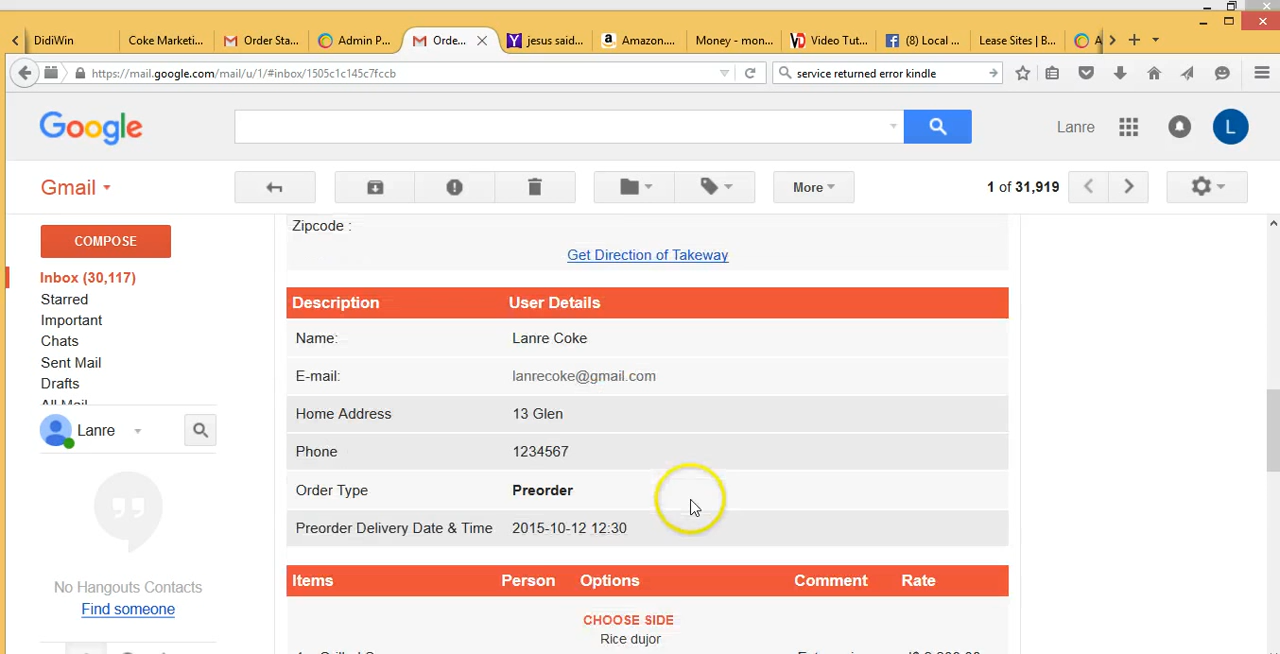 DidiWin
Coke Marketi...
Order Sta...
Admin P...
Orde...
jesus said...
Amazon....
Money - mon...
Video Tut...
(8) Local ...
Lease Sites | B...
A
https://mail.google.com/mail/u/1/#inbox/1505c1c145c7fccb
service returned error kindle
Google
Lanre
L
Gmail
More
1 of 31,919
COMPOSE
Inbox (30,117)
Starred
Important
Chats
Sent Mail
Drafts
All Mail
Lanre
No Hangouts Contacts
Find someone
Zipcode :
Get Direction of Takeway
Description User Details
Name: Lanre Coke
E-mail: lanrecoke@gmail.com
Home Address 13 Glen
Phone 1234567
Order Type Preorder
Preorder Delivery Date & Time 2015-10-12 12:30
Items Person Options Comment Rate
CHOOSE SIDE
Rice dujor